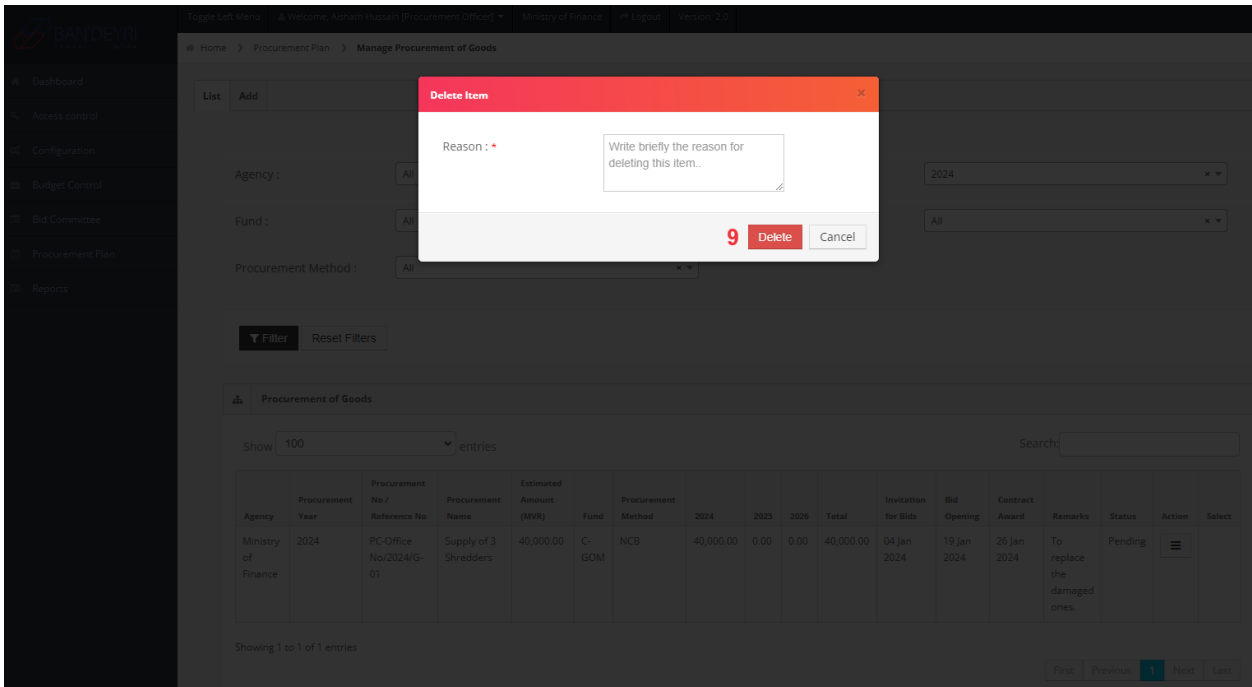 BAN'DEYRI
Toggle Left Menu Welcome, Aishath Hussain (Procurement Officer) Ministry of Finance Logout Version: 2.0
Home > Procurement Plan > Manage Procurement of Goods
Dashboard
Access control
Configuration
Budget Control
Bid Committee
Procurement Plan
Reports
List Add
Delete Item ×
Reason : *
Write briefly the reason for
deleting this item..
9 Delete Cancel
Agency : All 2024 ×
Fund : All All ×
Procurement Method : All ×
Filter Reset Filters
Procurement of Goods
Show 100 entries Search:
Agency Procurement Year Procurement No / Reference No Procurement Name Estimated Amount (MVR) Fund Procurement Method 2024 2025 2026 Total Invitation for Bids Bid Opening Contract Award Remarks Status Action Select
Ministry of Finance 2024 PC-Office No/2024/G-01 Supply of 3 Shredders 40,000.00 C-GOM NCB 40,000.00 0.00 0.00 40,000.00 04 Jan 2024 19 Jan 2024 26 Jan 2024 To replace the damaged ones. Pending
Showing 1 to 1 of 1 entries
First Previous 1 Next Last